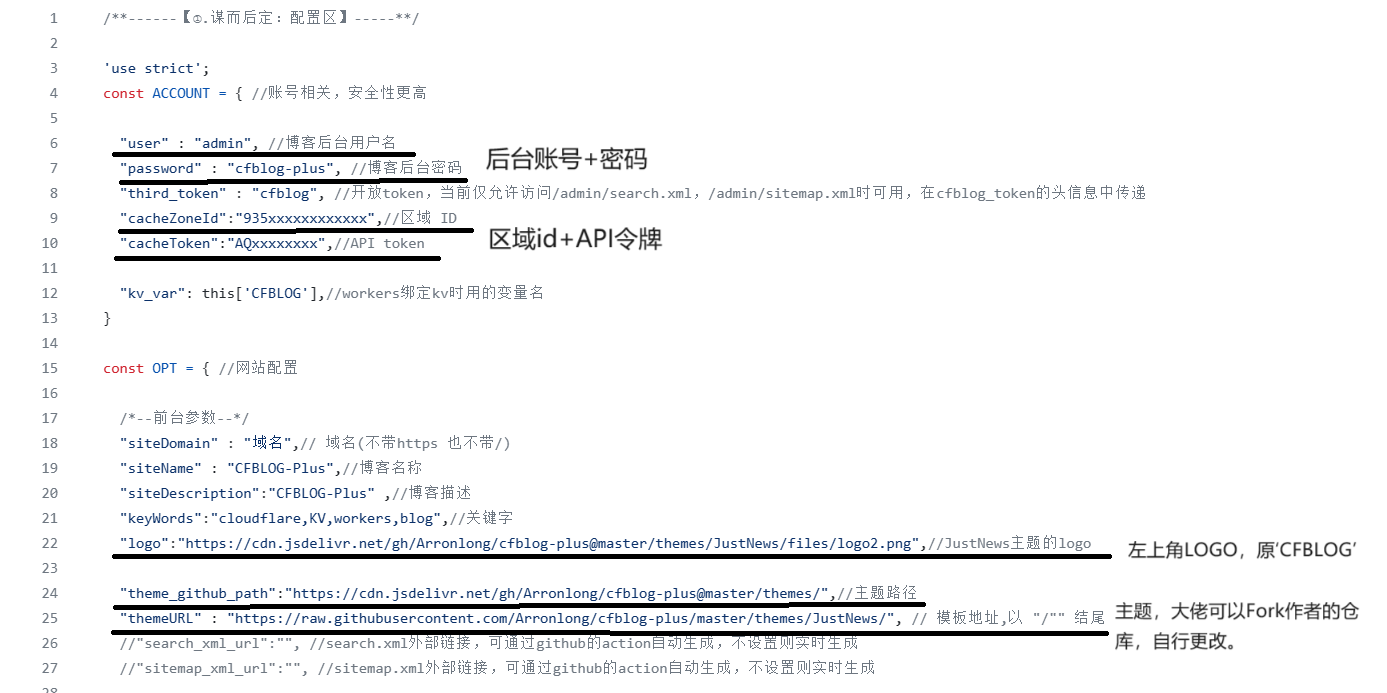 1 /**------【①.谋而后定：配置区】-----**/
2
3 'use strict';
4 const ACCOUNT = { //账号相关，安全性更高
5
6 "user" : "admin", //博客后台用户名
7 "password" : "cfblog-plus", //博客后台密码
后台账号+密码
8 "third_token" : "cfblog", //开放token，当前仅允许访问/admin/search.xml，/admin/sitemap.xml时可用，在cfblog_token的头信息中传递
9 "cacheZoneId":"935xxxxxxxxxxxx",//区域 ID
10 "cacheToken":"AQxxxxxxxx",//API token
区域id+API令牌
11
12 "kv_var": this['CFBLOG'],//workers绑定kv时用的变量名
13 }
14
15 const OPT = { //网站配置
16
17 /*--前台参数--*/
18 "siteDomain" : "域名",// 域名(不带https 也不带/)
19 "siteName" : "CFBLOG-Plus",//博客名称
20 "siteDescription":"CFBLOG-Plus" ,//博客描述
21 "keyWords":"cloudflare,KV,workers,blog",//关键字
22 "logo":"https://cdn.jsdelivr.net/gh/Arronlong/cfblog-plus@master/themes/JustNews/files/logo2.png",//JustNews主题的logo
左上角LOGO，原‘CFBLOG’
23
24 "theme_github_path":"https://cdn.jsdelivr.net/gh/Arronlong/cfblog-plus@master/themes/",//主题路径
25 "themeURL" : "https://raw.githubusercontent.com/Arronlong/cfblog-plus/master/themes/JustNews/", // 模板地址,以 "/"" 结尾
主题，大佬可以Fork作者的仓
库，自行更改。
26 //"search_xml_url":"", //search.xml外部链接，可通过github的action自动生成，不设置则实时生成
27 //"sitemap_xml_url":"", //sitemap.xml外部链接，可通过github的action自动生成，不设置则实时生成
28